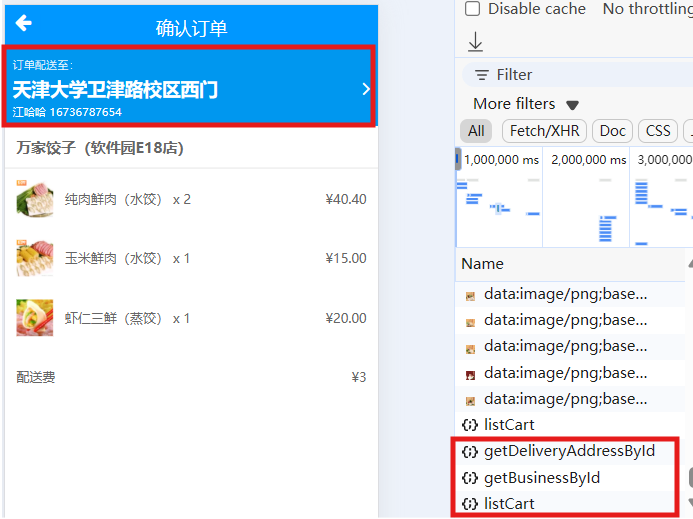 确认订单
订单配送至：
天津大学卫津路校区西门
江哈哈 16736787654
万家饺子（软件园E18店）
纯肉鲜肉（水饺） x 2
¥40.40
玉米鲜肉（水饺） x 1
¥15.00
虾仁三鲜（蒸饺） x 1
¥20.00
配送费
¥3
Disable cache
No throttling
Filter
More filters
All
Fetch/XHR
Doc
CSS
1,000,000 ms
2,000,000 ms
3,000,000
Name
data:image/png;base...
data:image/png;base...
data:image/png;base...
data:image/png;base...
data:image/png;base...
listCart
getDeliveryAddressById
getBusinessById
listCart